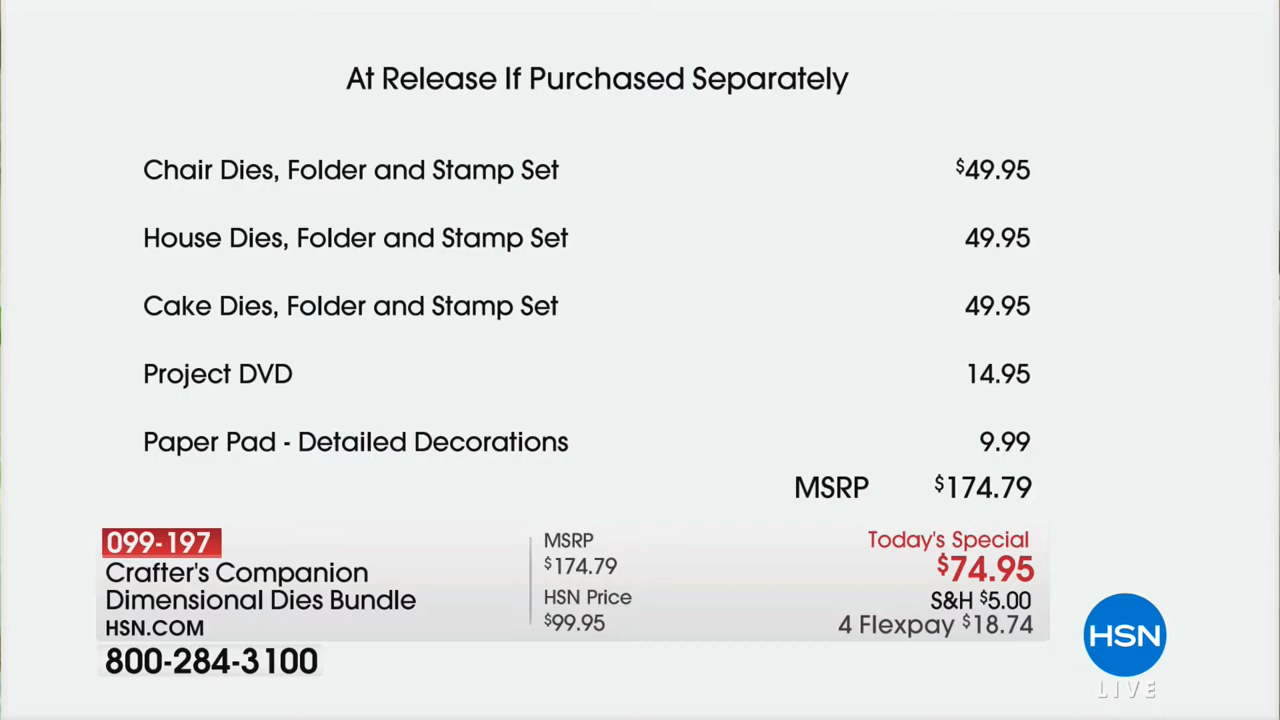 At Release If Purchased Separately
Chair Dies, Folder and Stamp Set $49.95
House Dies, Folder and Stamp Set 49.95
Cake Dies, Folder and Stamp Set 49.95
Project DVD 14.95
Paper Pad - Detailed Decorations 9.99
MSRP $174.79
099-197
Crafter's Companion
Dimensional Dies Bundle
HSN.COM
800-284-3100
MSRP
$174.79
HSN Price
$99.95
Today's Special
$74.95
S&H $5.00
4 Flexpay $18.74
HSN
LIVE